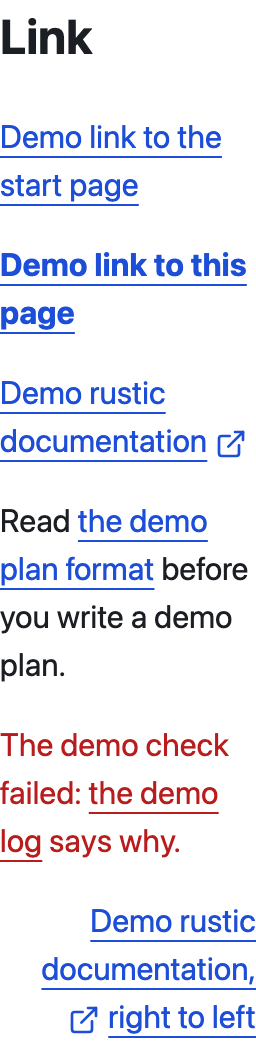 Link
Demo link to the
start page
Demo link to this
page
Demo rustic
documentation
Read the demo
plan format before
you write a demo
plan.
The demo check
failed: the demo
log says why.
Demo rustic
documentation,
right to left